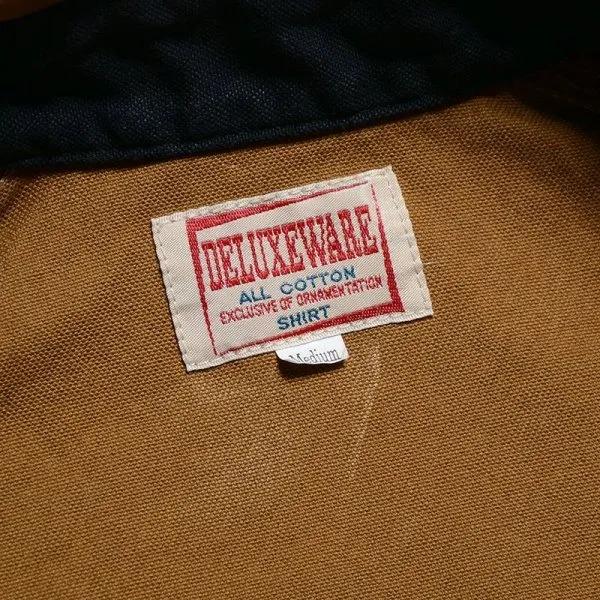 DELUXEWARE
ALL COTTON
EXCLUSIVE OF ORNAMENTATION
SHIRT
Medium